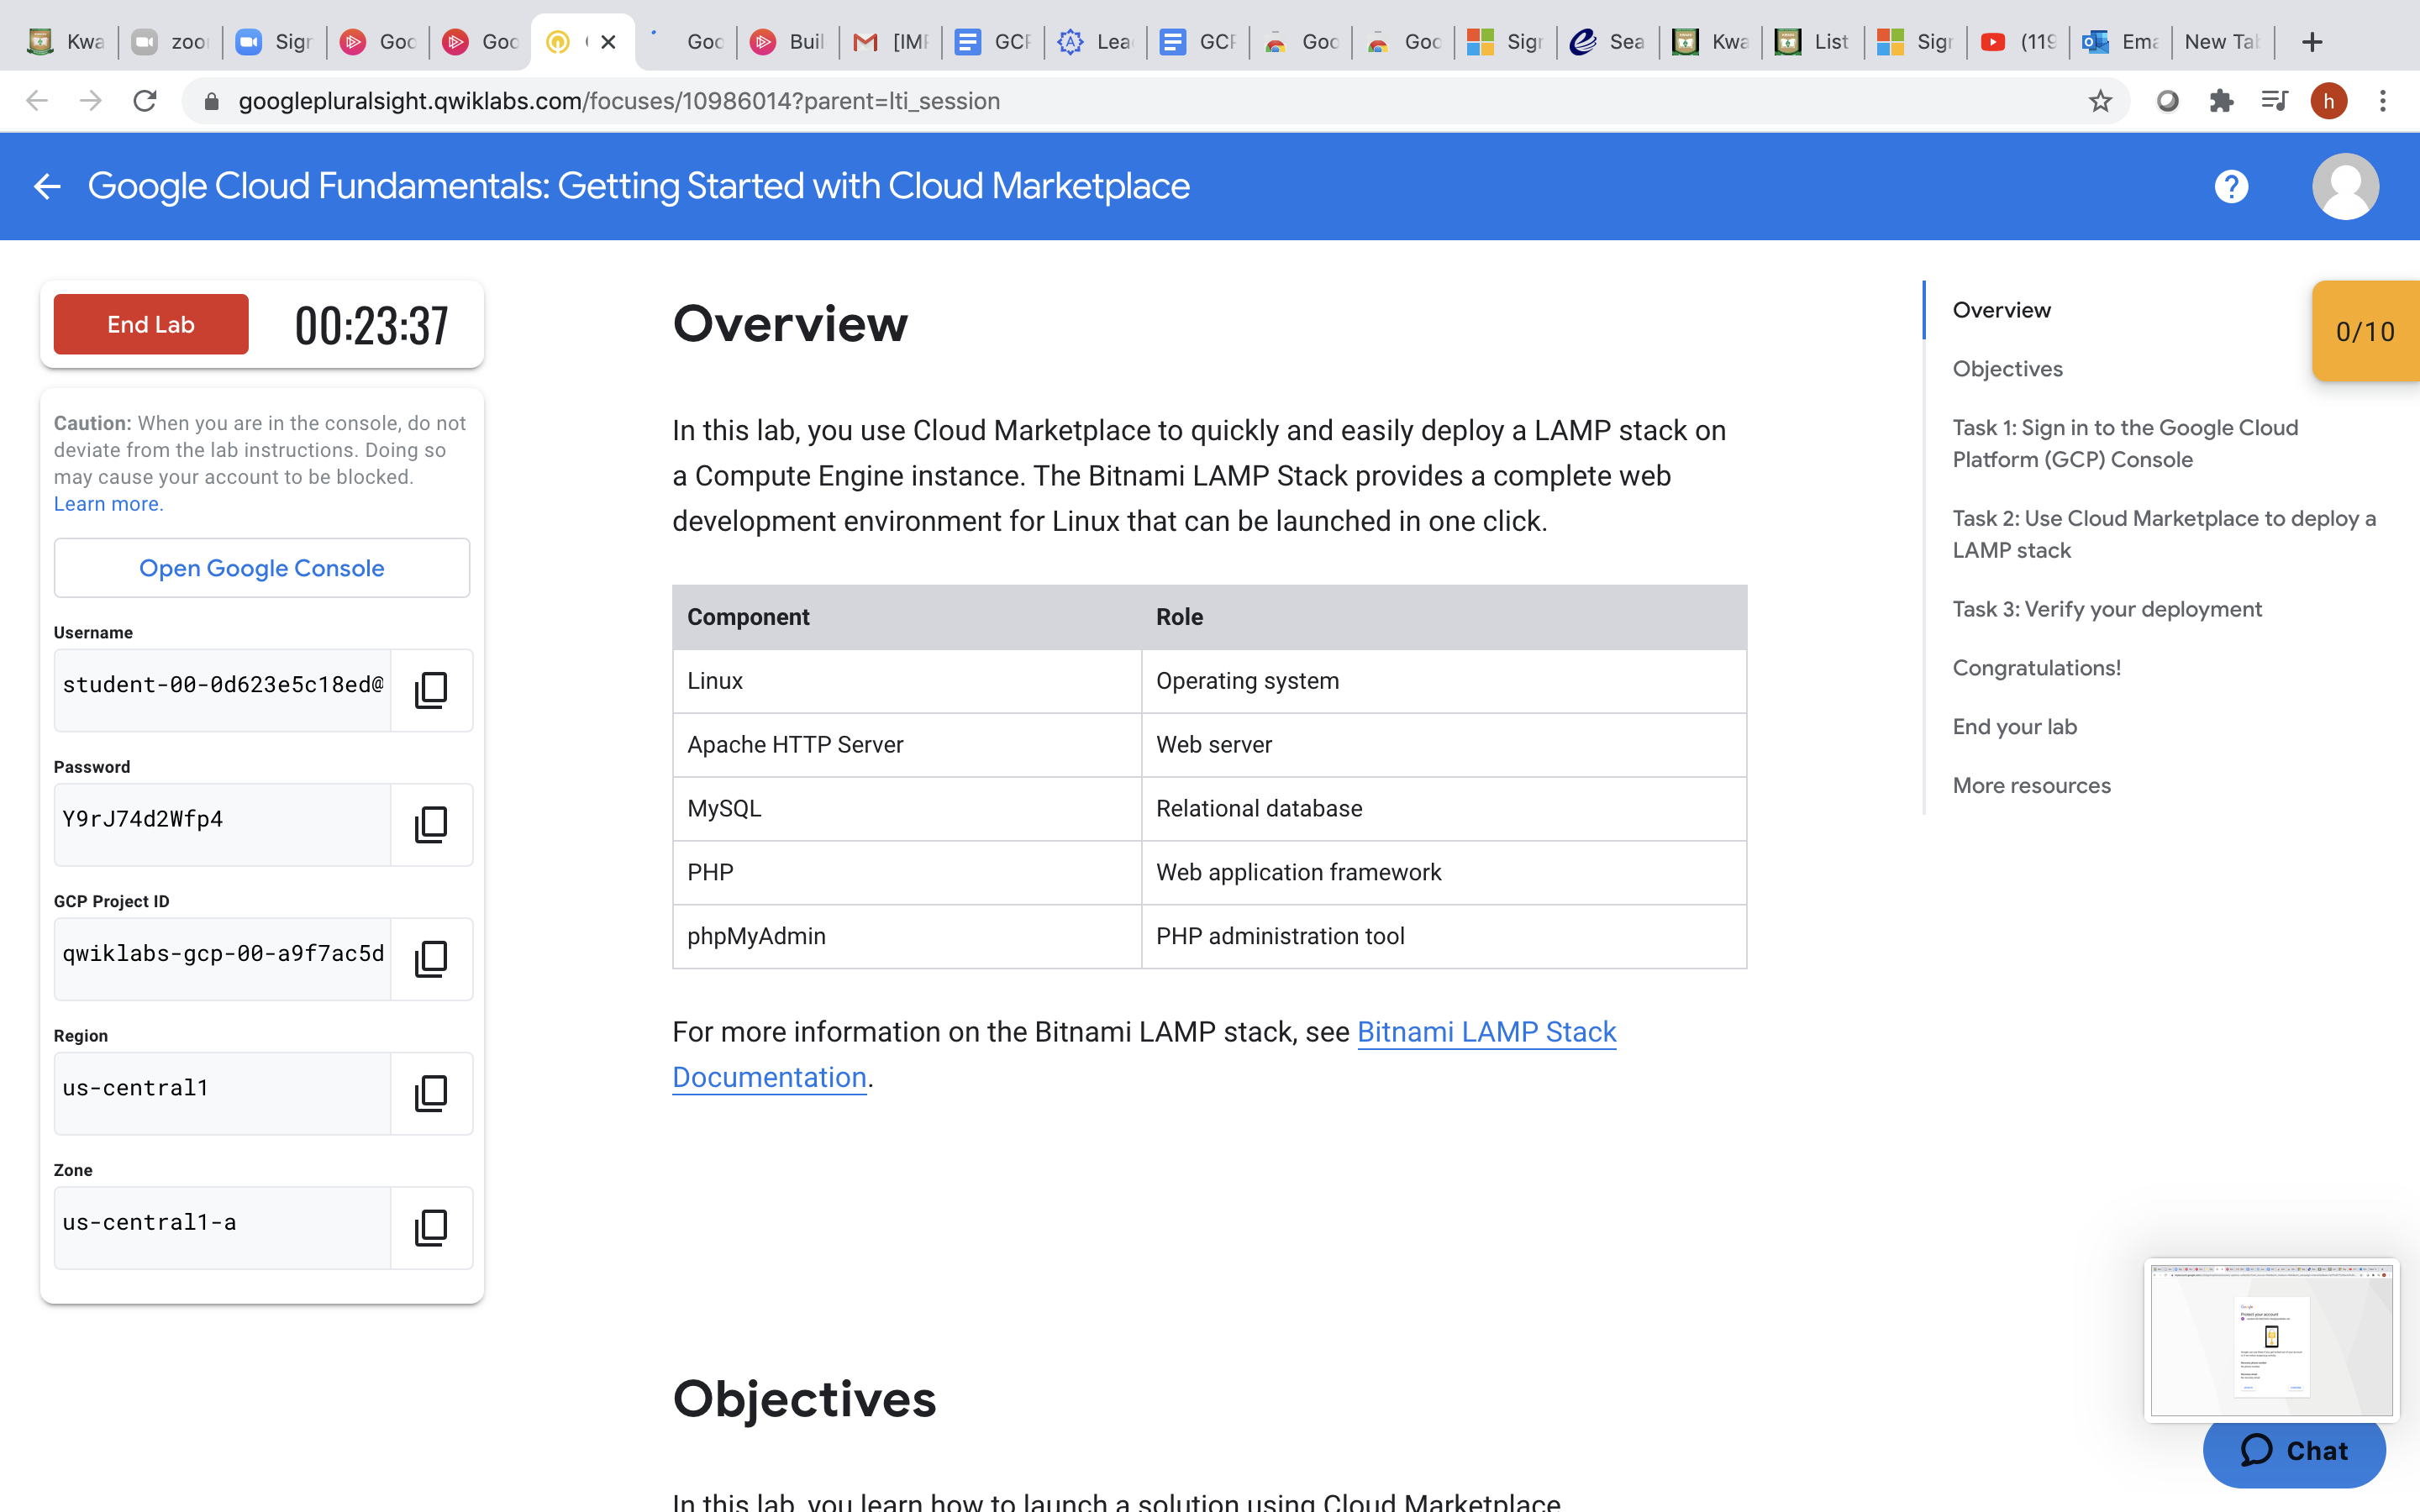 Kwa
zoo
Sign
Goo
Goo
Goo
Buil
[IM
GCP
Lea
GCP
Goo
Goo
Sign
Sea
Kwa
List
Sign
(119
Ema
New Tab
googlepluralsight.qwiklabs.com/focuses/10986014?parent=lti_session
h
Google Cloud Fundamentals: Getting Started with Cloud Marketplace
?
End Lab
00:23:37
Caution: When you are in the console, do not
deviate from the lab instructions. Doing so
may cause your account to be blocked.
Learn more.
Open Google Console
Username
student-00-0d623e5c18ed@
Password
Y9rJ74d2Wfp4
GCP Project ID
qwiklabs-gcp-00-a9f7ac5d
Region
us-central1
Zone
us-central1-a
Overview
In this lab, you use Cloud Marketplace to quickly and easily deploy a LAMP stack on
a Compute Engine instance. The Bitnami LAMP Stack provides a complete web
development environment for Linux that can be launched in one click.
Component Role
Linux Operating system
Apache HTTP Server Web server
MySQL Relational database
PHP Web application framework
phpMyAdmin PHP administration tool
For more information on the Bitnami LAMP stack, see Bitnami LAMP Stack
Documentation.
Objectives
In this lab, you learn how to launch a solution using Cloud Marketplace
Overview
Objectives
Task 1: Sign in to the Google Cloud
Platform (GCP) Console
Task 2: Use Cloud Marketplace to deploy a
LAMP stack
Task 3: Verify your deployment
Congratulations!
End your lab
More resources
0/10
Protect your account
Chat